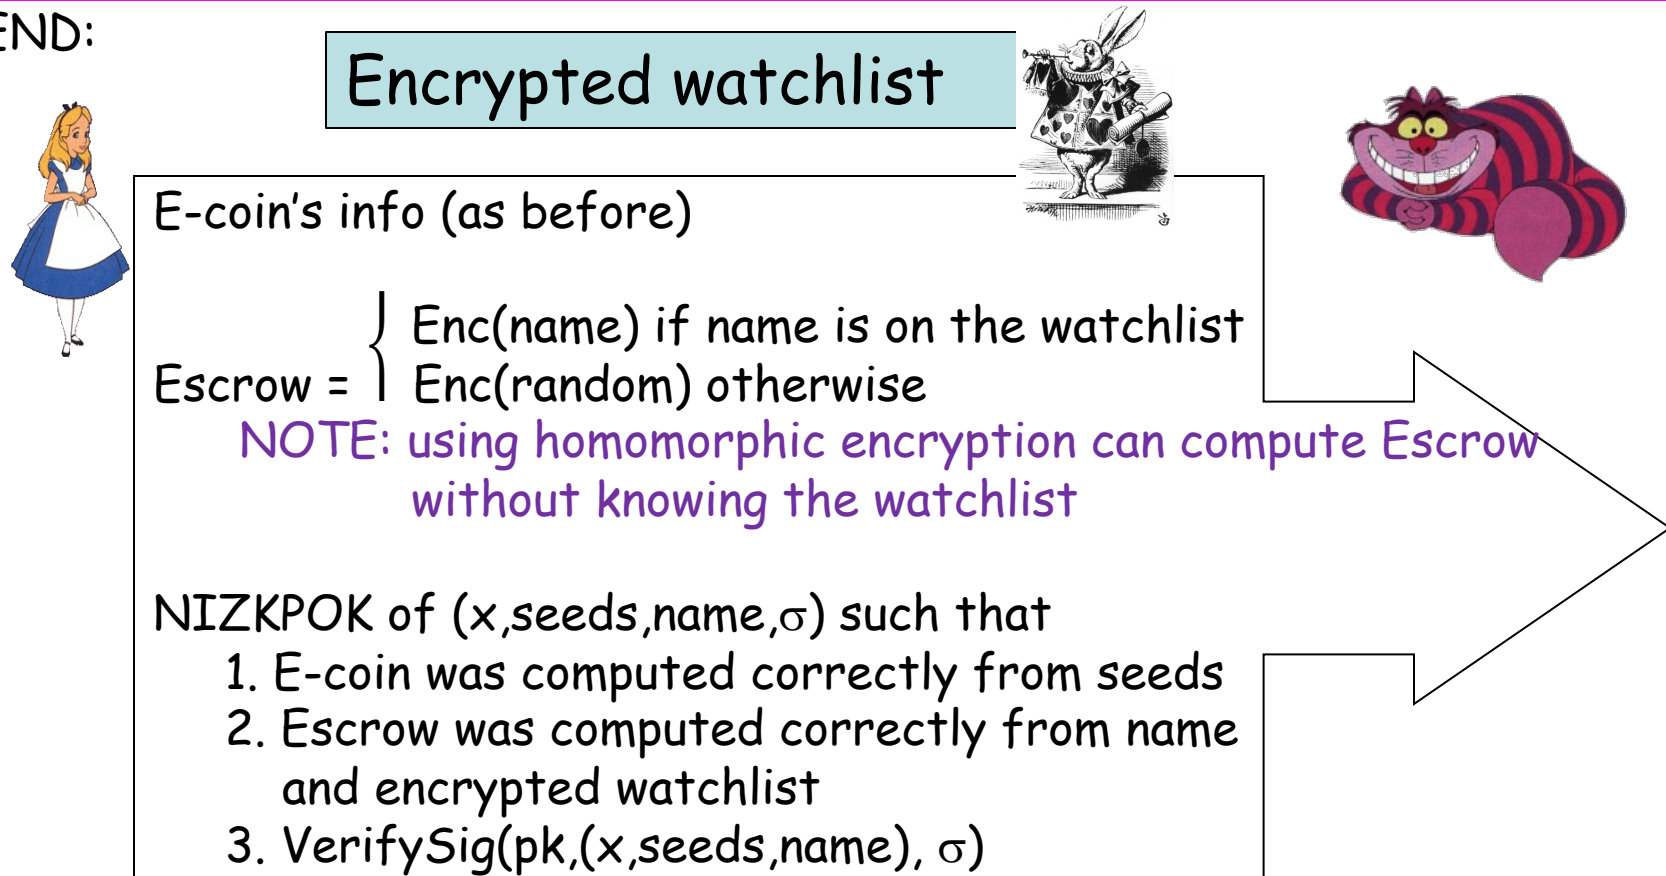 END:
Encrypted watchlist
E-coin’s info (as before)
Enc(name) if name is on the watchlist
Escrow = { Enc(random) otherwise
NOTE: using homomorphic encryption can compute Escrow
without knowing the watchlist
NIZKPOK of (x,seeds,name,σ) such that
1. E-coin was computed correctly from seeds
2. Escrow was computed correctly from name
and encrypted watchlist
3. VerifySig(pk,(x,seeds,name), σ)